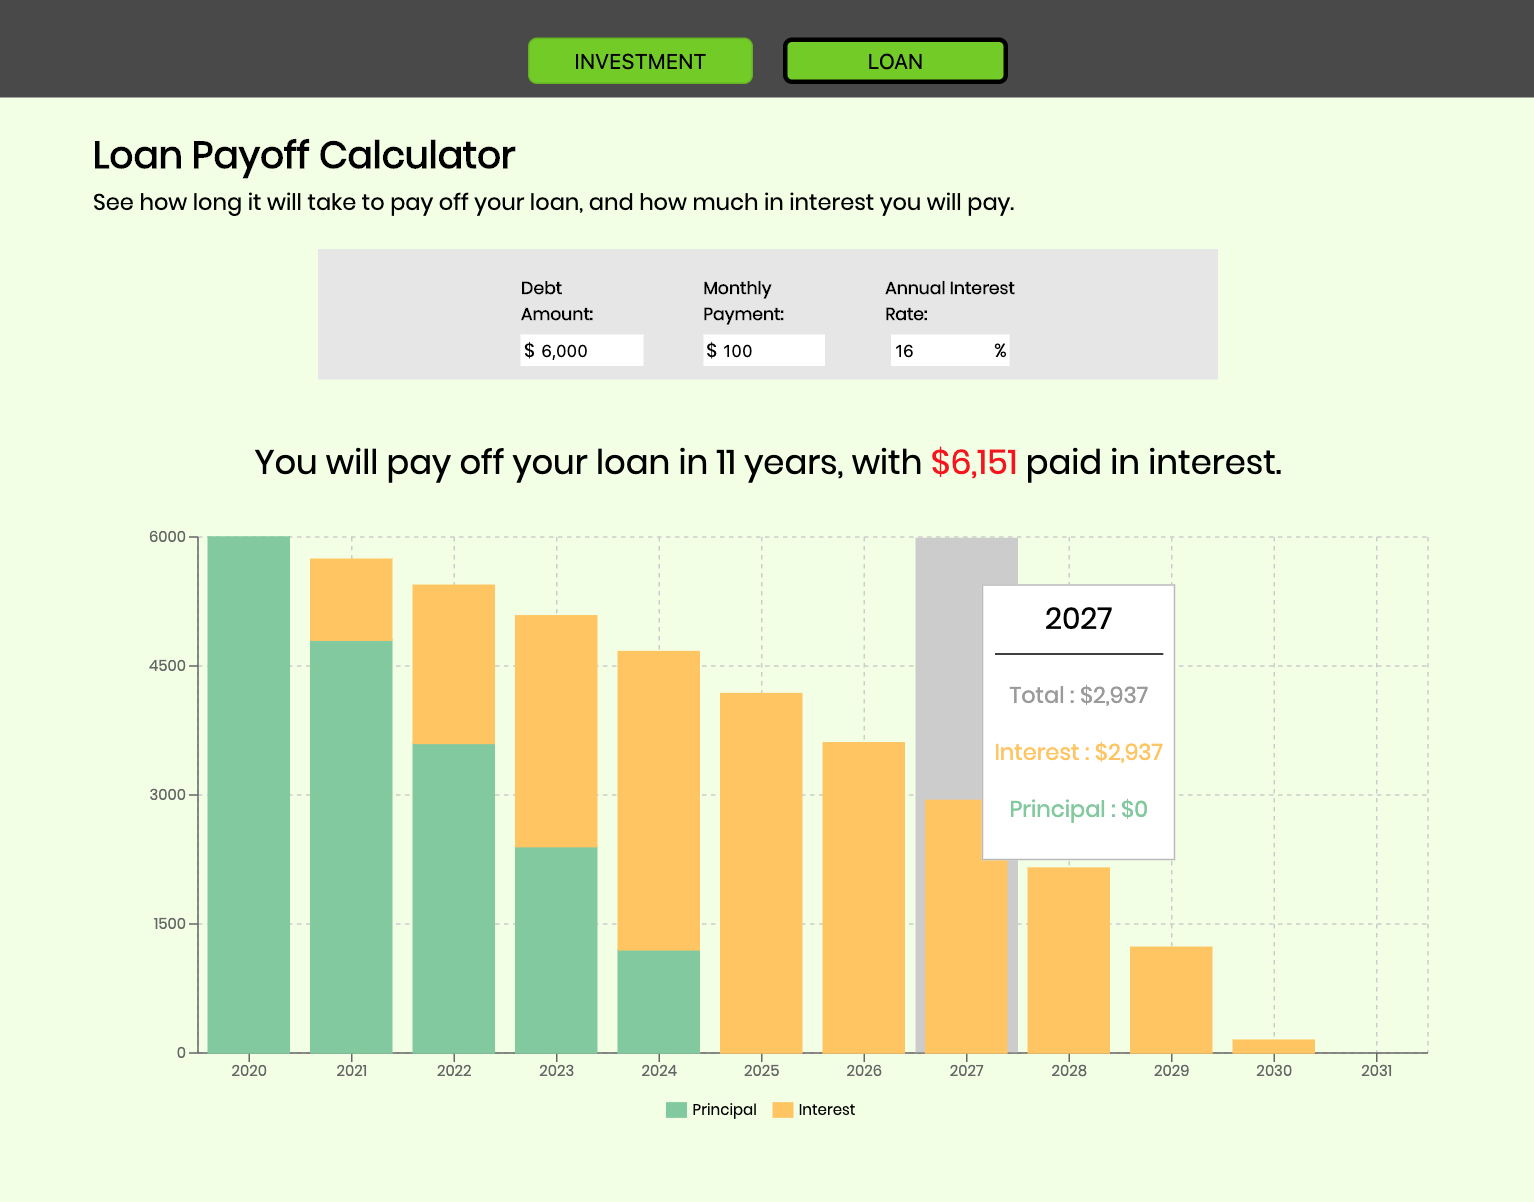 INVESTMENT
LOAN
Loan Payoff Calculator
See how long it will take to pay off your loan, and how much in interest you will pay.
Debt
Amount:
Monthly
Payment:
Annual Interest
Rate:
$ 6,000
$ 100
16 %
You will pay off your loan in 11 years, with $6,151 paid in interest.
6000
4500
3000
1500
0
2027
Total : $2,937
Interest : $2,937
Principal : $0
2020 2021 2022 2023 2024 2025 2026 2027 2028 2029 2030 2031
Principal Interest